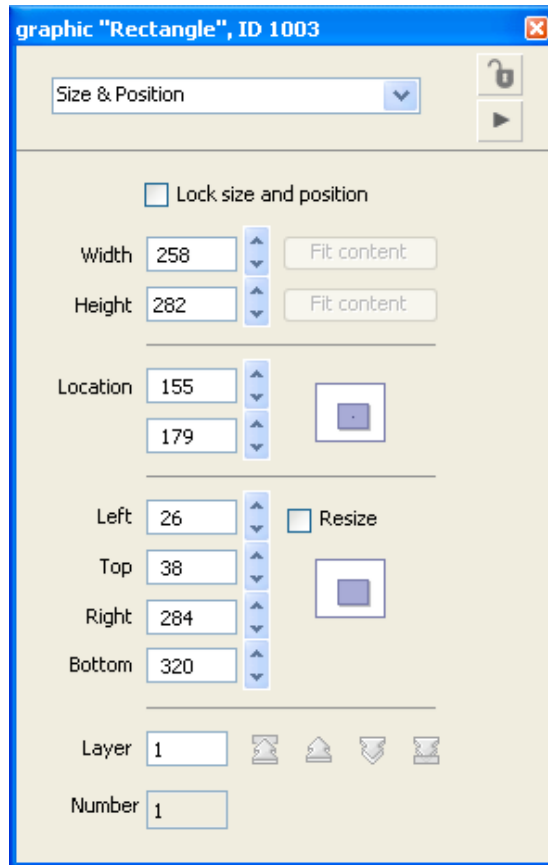 graphic "Rectangle", ID 1003
Size & Position
Lock size and position
Width 258 Fit content
Height 282 Fit content
Location 155
179
Left 26 Resize
Top 38
Right 284
Bottom 320
Layer 1
Number 1